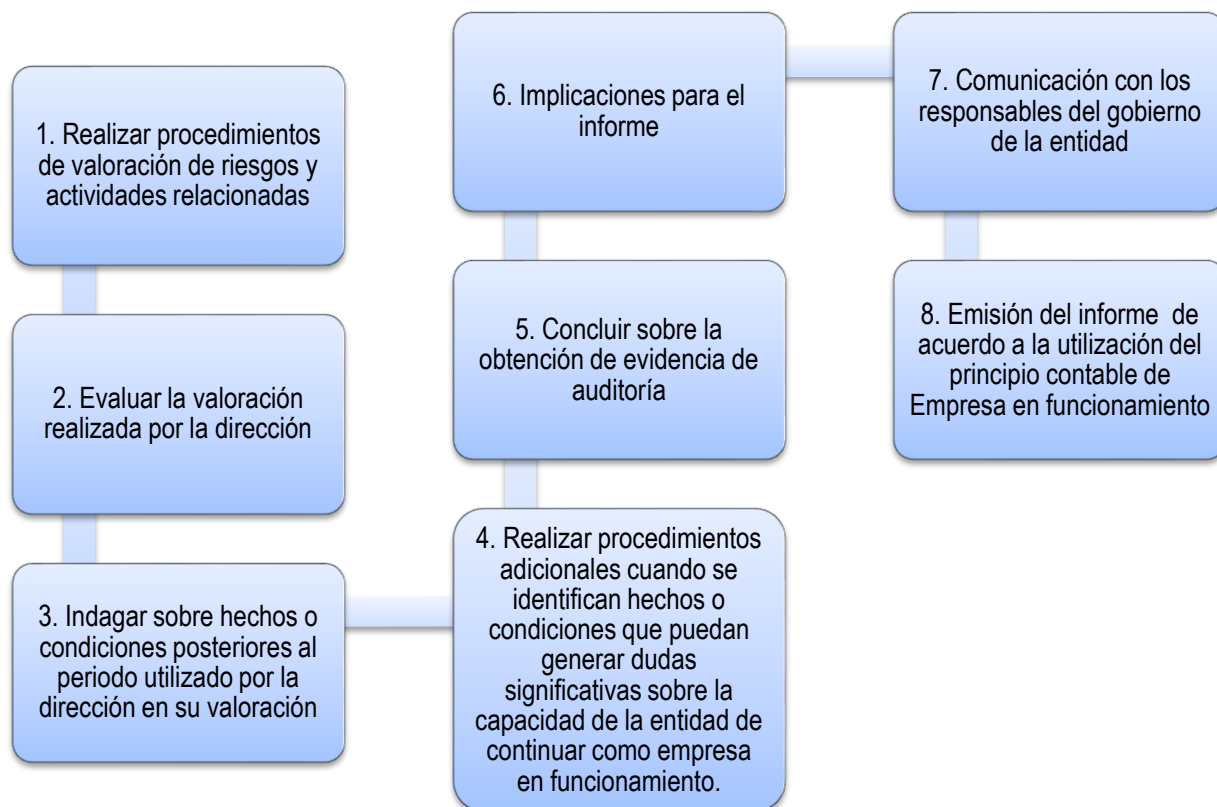 1. Realizar procedimientos
de valoración de riesgos y
actividades relacionadas
2. Evaluar la valoración
realizada por la dirección
3. Indagar sobre hechos o
condiciones posteriores al
periodo utilizado por la
dirección en su valoración
4. Realizar procedimientos
adicionales cuando se
identifican hechos o
condiciones que puedan
generar dudas
significativas sobre la
capacidad de la entidad de
continuar como empresa
en funcionamiento.
5. Concluir sobre la
obtención de evidencia de
auditoría
6. Implicaciones para el
informe
7. Comunicación con los
responsables del gobierno
de la entidad
8. Emisión del informe de
acuerdo a la utilización del
principio contable de
Empresa en funcionamiento